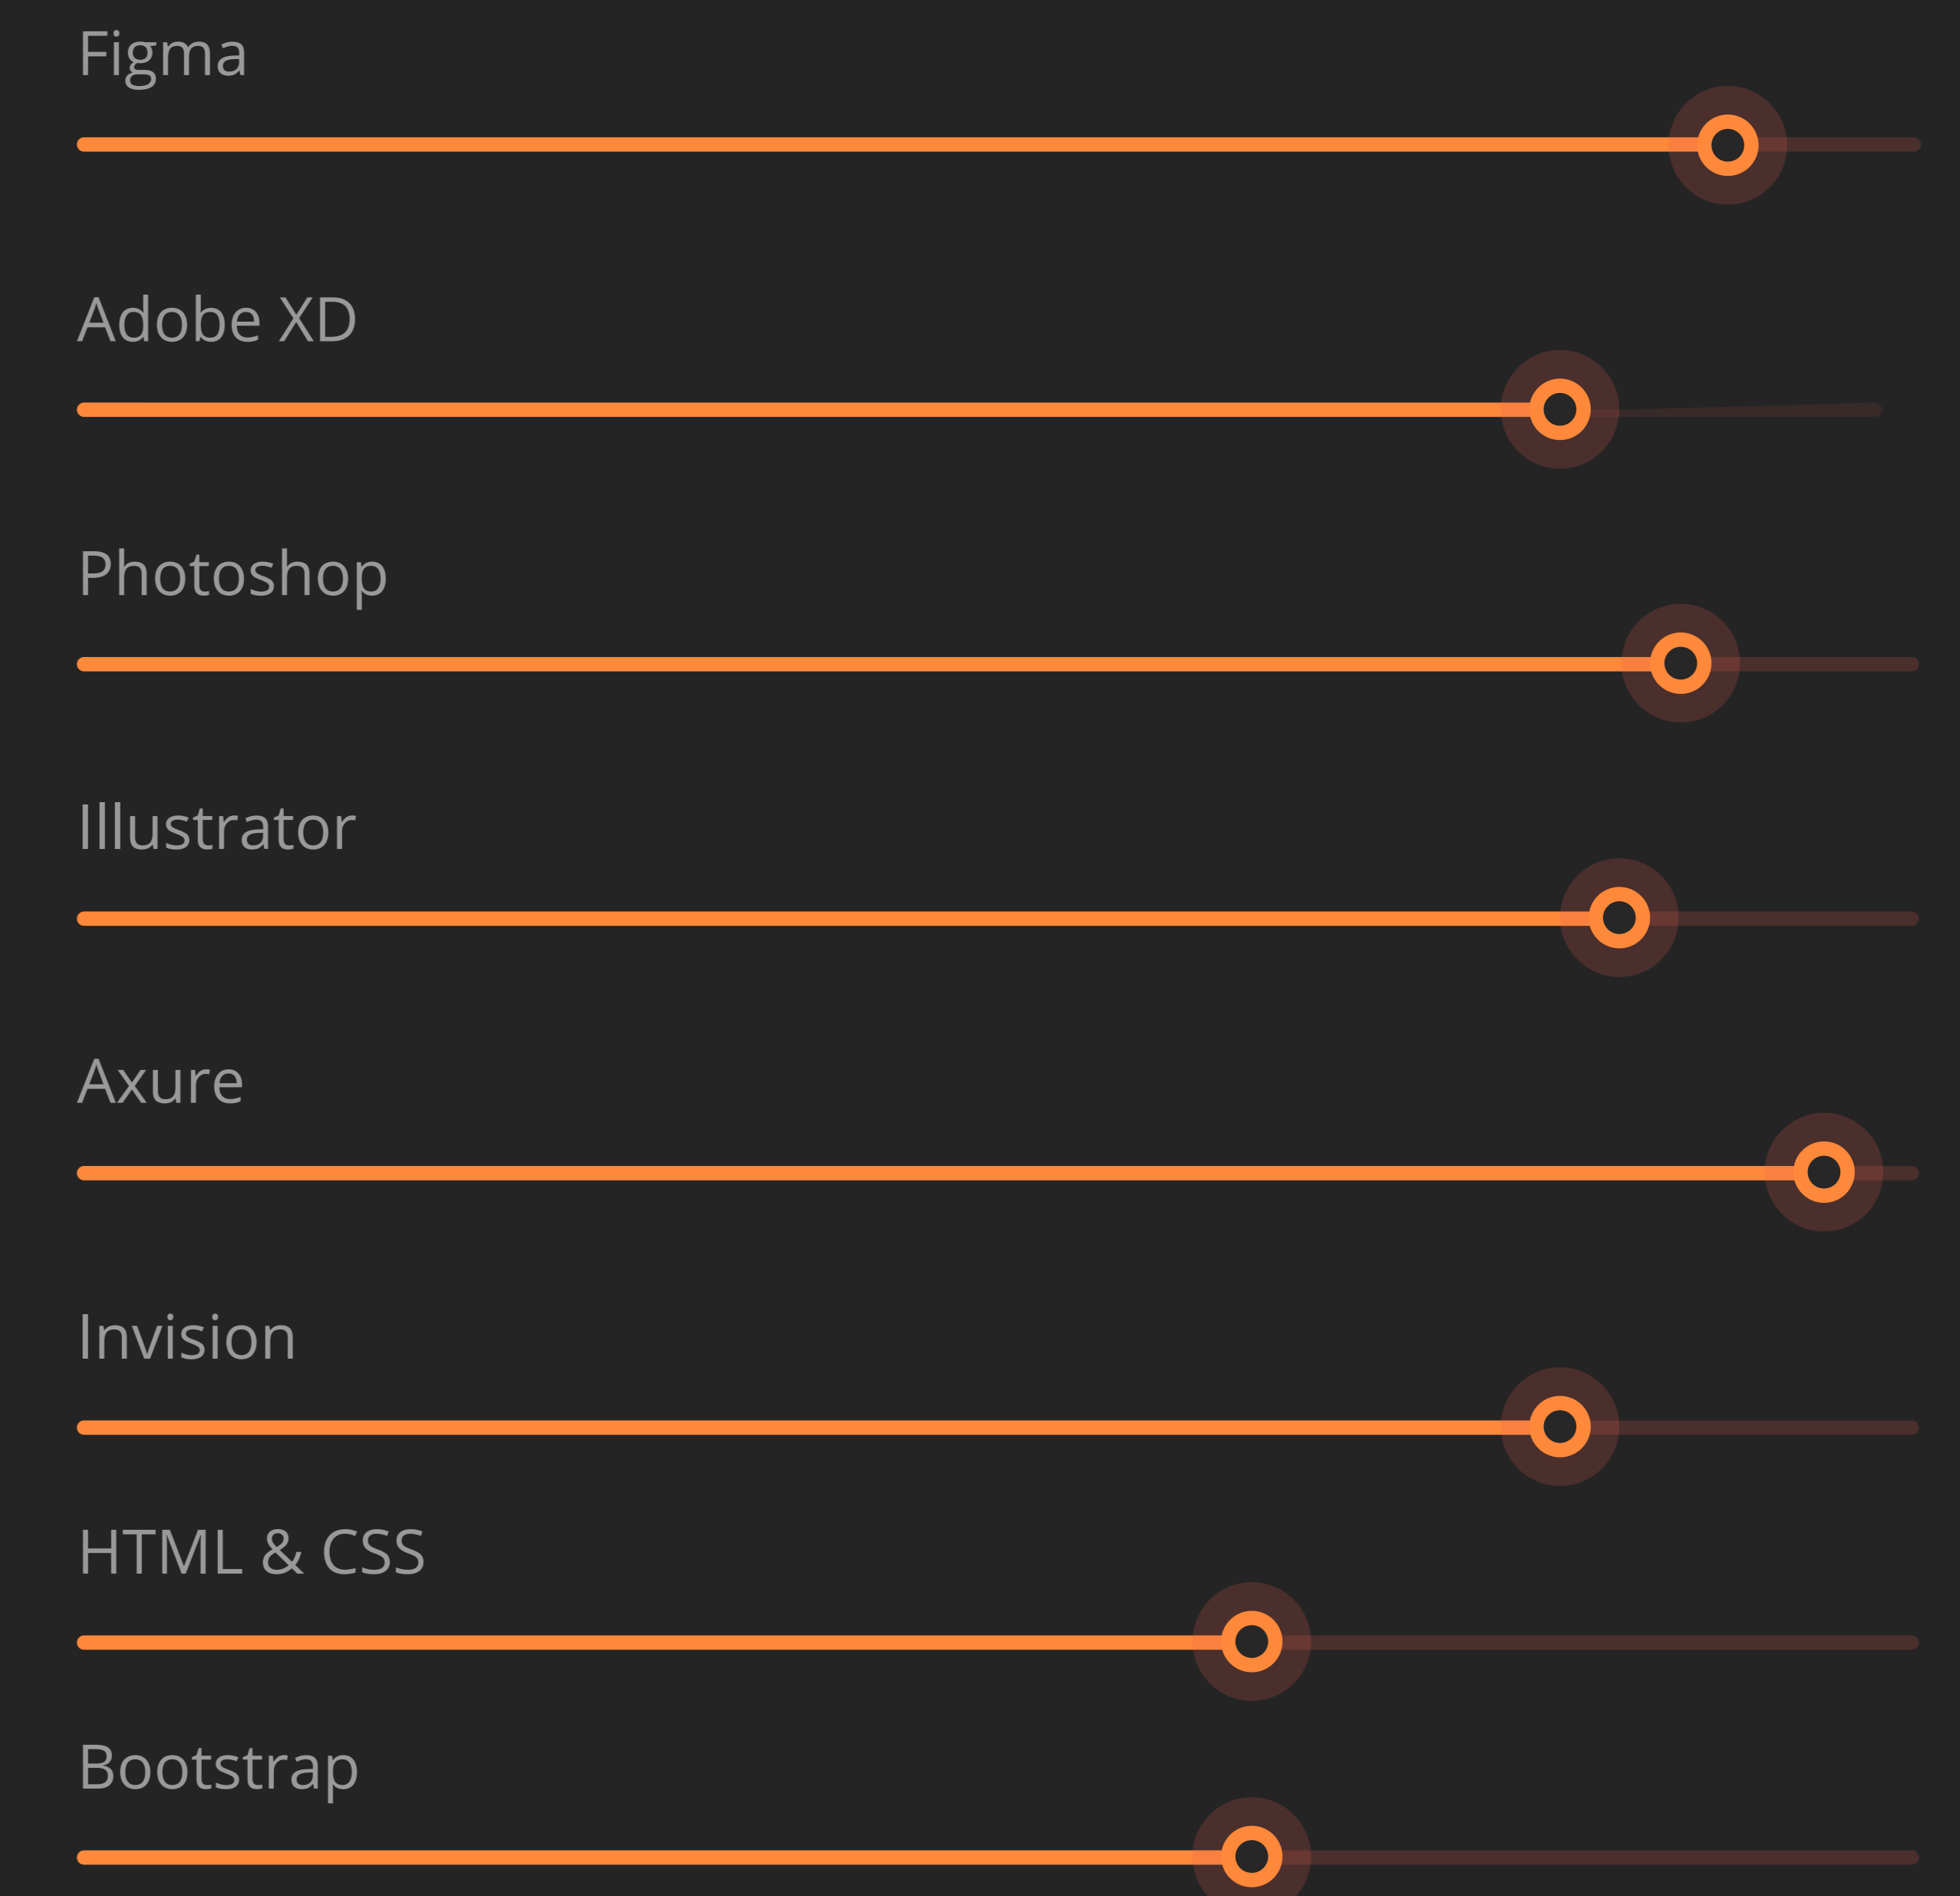 Figma
Adobe XD
Photoshop
Illustrator
Axure
Invision
HTML & CSS
Bootstrap